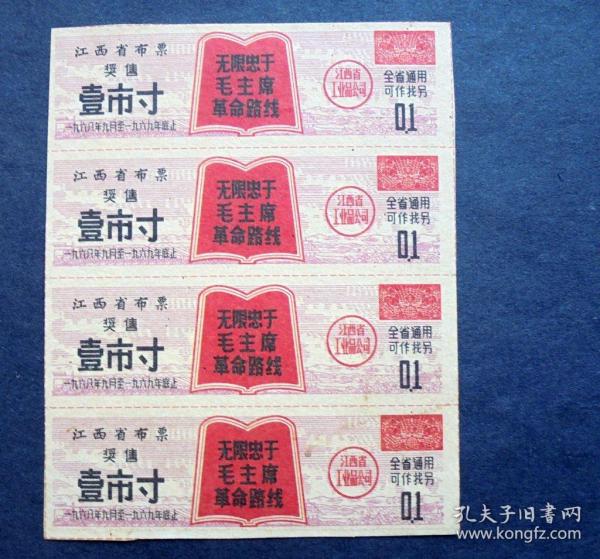 江西省布票
奖售
壹市寸
一九六八年九月至一九六九年底止
无限忠于
毛主席
革命路线
江西省
工业品公司
全省通用
可作找另
0.1
江西省布票
奖售
壹市寸
一九六八年九月至一九六九年底止
无限忠于
毛主席
革命路线
江西省
工业品公司
全省通用
可作找另
0.1
江西省布票
奖售
壹市寸
一九六八年九月至一九六九年底止
无限忠于
毛主席
革命路线
江西省
工业品公司
全省通用
可作找另
0.1
江西省布票
奖售
壹市寸
一九六八年九月至一九六九年底止
无限忠于
毛主席
革命路线
江西省
工业品公司
全省通用
可作找另
0.1
孔夫子旧书网
www.kongfz.com